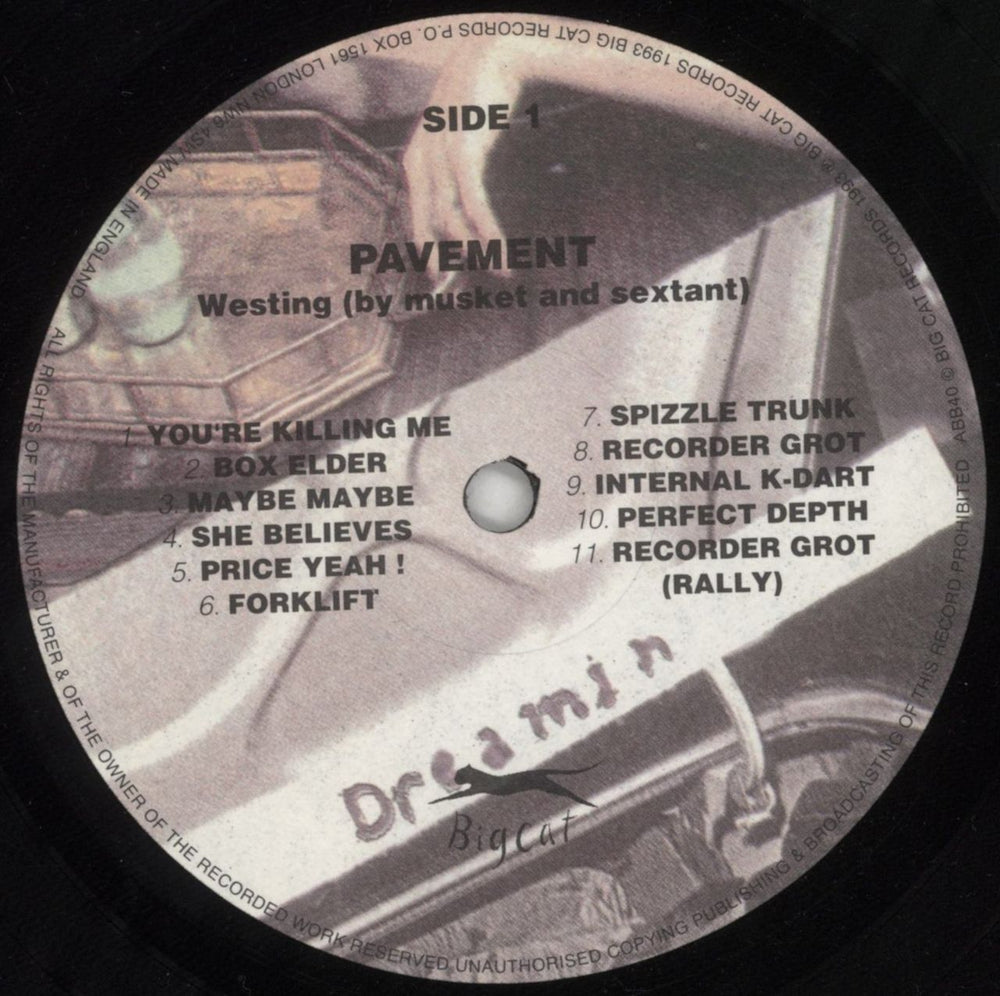 SIDE 1
PAVEMENT
Westing (by musket and sextant)
1. YOU'RE KILLING ME
2. BOX ELDER
3. MAYBE MAYBE
4. SHE BELIEVES
5. PRICE YEAH !
6. FORKLIFT
7. SPIZZLE TRUNK
8. RECORDER GROT
9. INTERNAL K-DART
10. PERFECT DEPTH
11. RECORDER GROT
(RALLY)
Dreamin
Big Cat
ALL RIGHTS OF THE MANUFACTURER & OF THE OWNER OF THE RECORDED WORK RESERVED UNAUTHORISED COPYING PUBLISHING & BROADCASTING OF THIS RECORD PROHIBITED ABB40 © BIG CAT RECORDS 1993 ℗ BIG CAT RECORDS 1993 BIG CAT RECORDS P.O. BOX 1561 LONDON NW6 4SW MADE IN ENGLAND